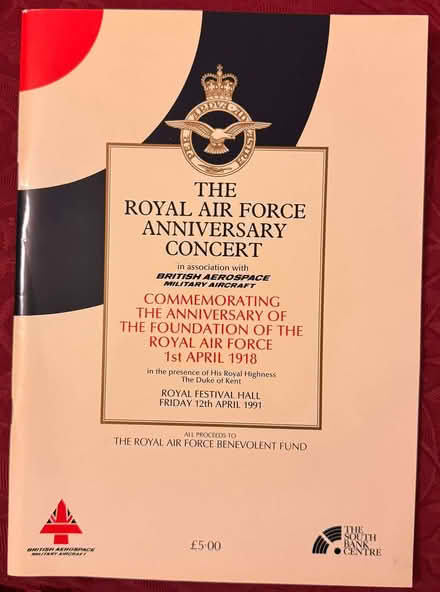 PER ARDVA AD ASTRA
THE
ROYAL AIR FORCE
ANNIVERSARY
CONCERT
in association with
BRITISH AEROSPACE
MILITARY AIRCRAFT
COMMEMORATING
THE ANNIVERSARY OF
THE FOUNDATION OF THE
ROYAL AIR FORCE
1st APRIL 1918
in the presence of His Royal Highness
The Duke of Kent
ROYAL FESTIVAL HALL
FRIDAY 12th APRIL 1991
ALL PROCEEDS TO
THE ROYAL AIR FORCE BENEVOLENT FUND
BRITISH AEROSPACE
MILITARY AIRCRAFT
£5·00
THE
SOUTH
BANK
CENTRE